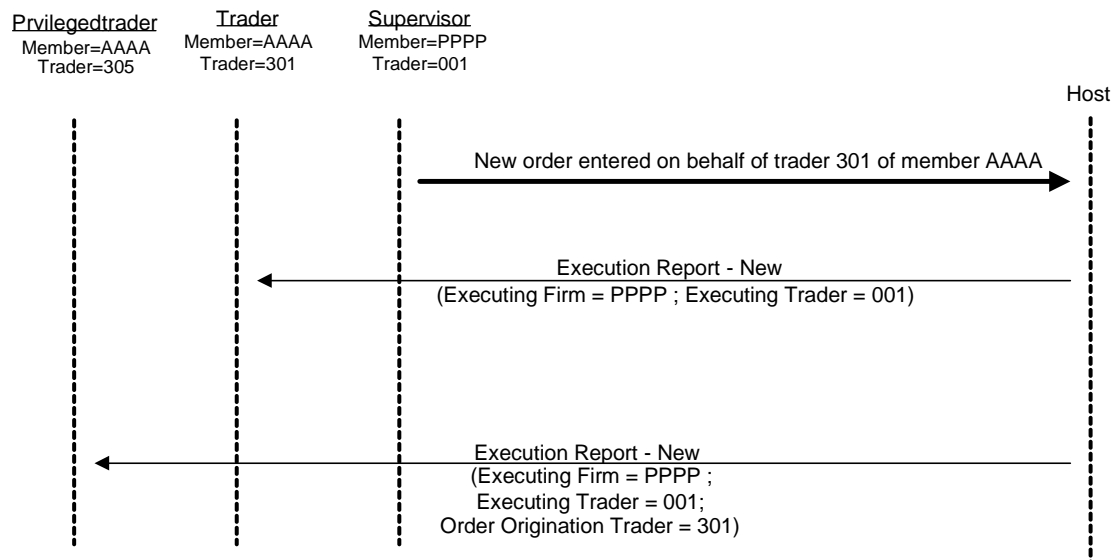 Prvilegedtrader
Member=AAAA
Trader=305
Trader
Member=AAAA
Trader=301
Supervisor
Member=PPPP
Trader=001
Host
New order entered on behalf of trader 301 of member AAAA
Execution Report - New
(Executing Firm = PPPP ; Executing Trader = 001)
Execution Report - New
(Executing Firm = PPPP ;
Executing Trader = 001;
Order Origination Trader = 301)